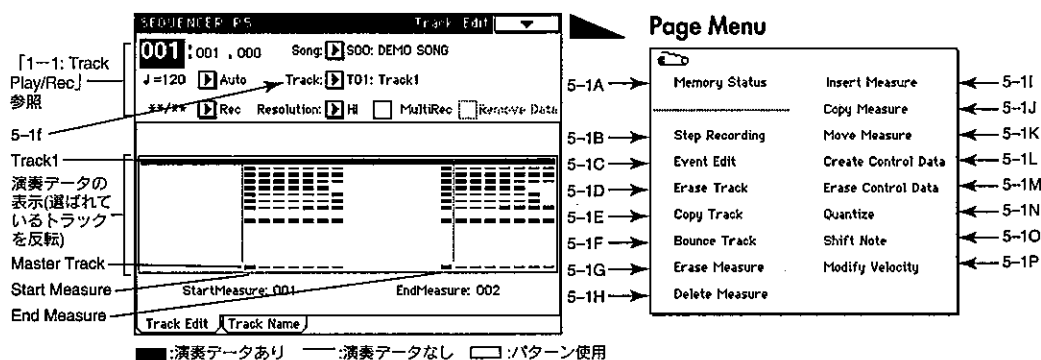 SEQUENCER P5 Track Edit
001:001 .000 Song: S00: DEMO SONG
♩=120 Auto Track: T01: Track1
**/** Rec Resolution: Hi MultiRec Remove Data
「1−1: Track
Play/Rec」
参照
5−1f
Track1
演奏データの
表示(選ばれて
いるトラック
を反転)
Master Track
Start Measure
End Measure
StartMeasure: 001 EndMeasure: 002
Track Edit Track Name
:演奏データあり :演奏データなし :パターン使用
Page Menu
5−1A Memory Status
5−1B Step Recording
5−1C Event Edit
5−1D Erase Track
5−1E Copy Track
5−1F Bounce Track
5−1G Erase Measure
5−1H Delete Measure
Insert Measure 5−1I
Copy Measure 5−1J
Move Measure 5−1K
Create Control Data 5−1L
Erase Control Data 5−1M
Quantize 5−1N
Shift Note 5−1O
Modify Velocity 5−1P